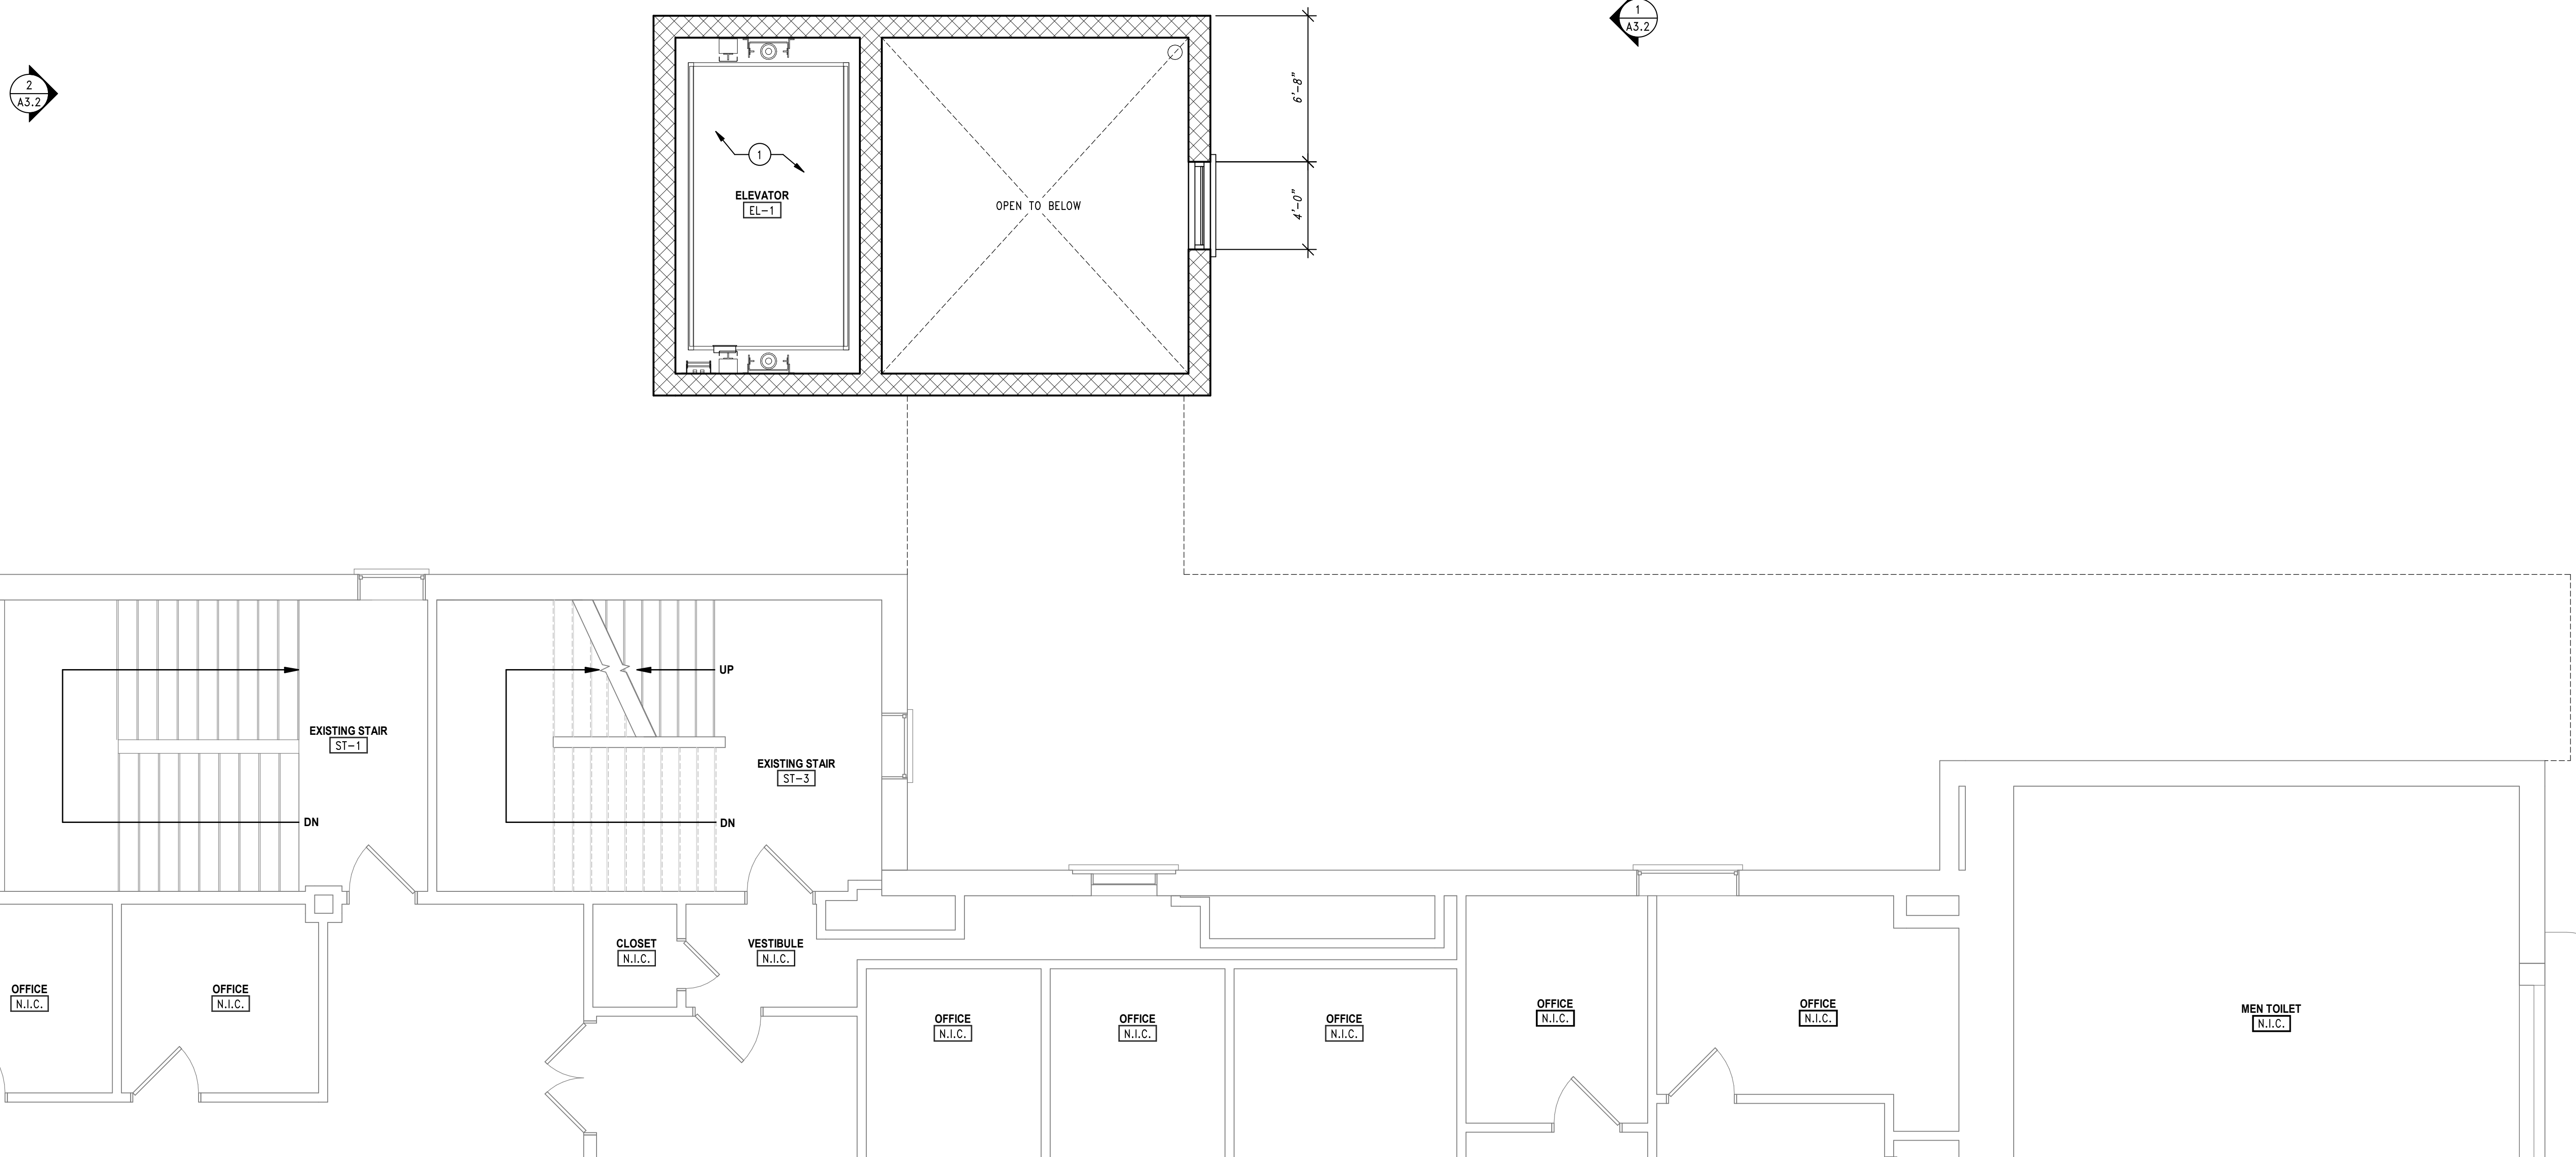 1
A3.2
2
A3.2
6'-8"
1
ELEVATOR
EL-1
OPEN TO BELOW
4'-0"
UP
EXISTING STAIR
ST-1
EXISTING STAIR
ST-3
DN
DN
CLOSET
N.I.C.
VESTIBULE
N.I.C.
OFFICE
N.I.C.
OFFICE
N.I.C.
OFFICE
N.I.C.
OFFICE
N.I.C.
OFFICE
N.I.C.
OFFICE
N.I.C.
OFFICE
N.I.C.
MEN TOILET
N.I.C.